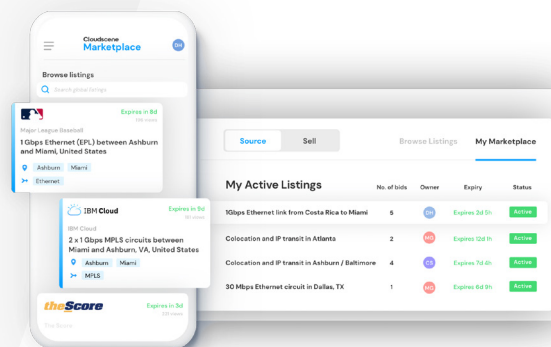 Cloudscene
Marketplace
DH
Browse listings
Search global listings
Expires in 8d
Major League Baseball
1 Gbps Ethernet (EPL) between Ashburn
and Miami, United States
Ashburn Miami
Ethernet
IBM Cloud
Expires in 9d
IBM Cloud
2 x 1 Gbps MPLS circuits between
Miami and Ashburn, VA, United States
Ashburn Miami
MPLS
theScore
Expires in 3d
The Score
Source Sell Browse Listings My Marketplace
My Active Listings No. of bids Owner Expiry Status
1Gbps Ethernet link from Costa Rica to Miami 5 DH Expires 3d 5h Active
Colocation and IP transit in Atlanta 2 MG Expires 12d 1h Active
Colocation and IP transit in Ashburn / Baltimore 4 CS Expires 7d 4h Active
30 Mbps Ethernet circuit in Dallas, TX 1 MG Expires 6d 9h Active